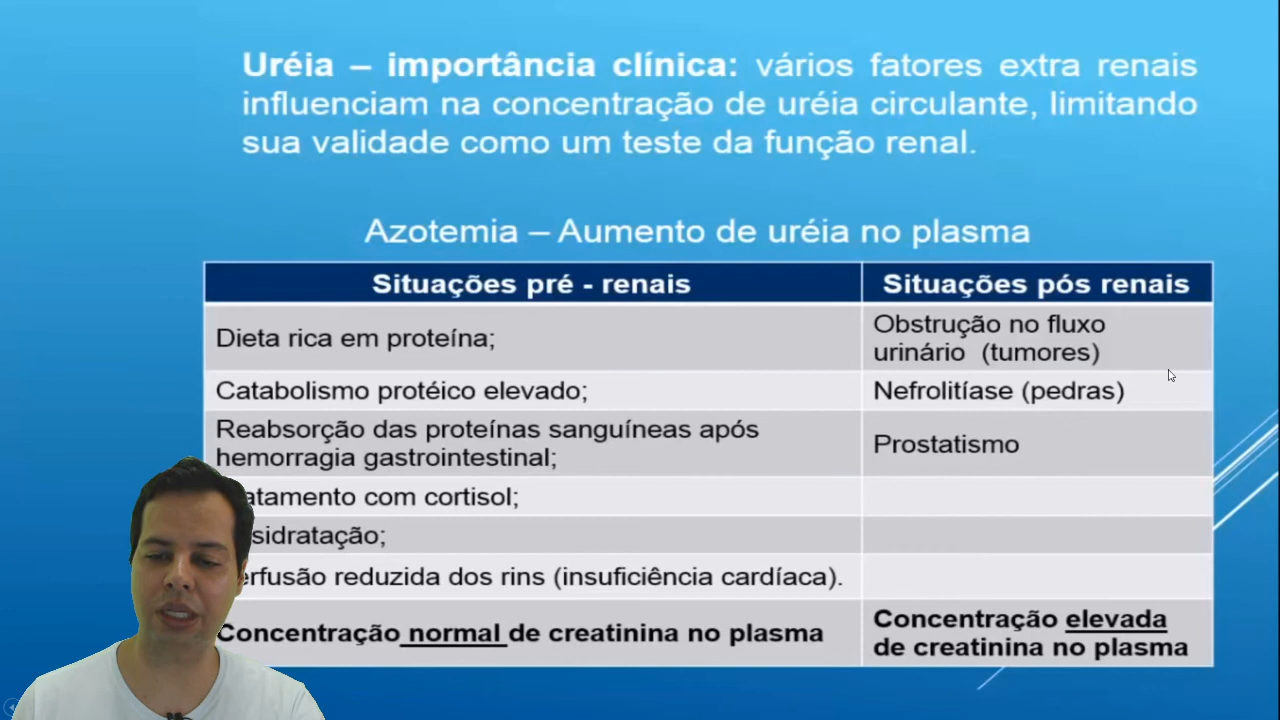 Uréia – importância clínica: vários fatores extra renais
influenciam na concentração de uréia circulante, limitando
sua validade como um teste da função renal.
Azotemia – Aumento de uréia no plasma
Situações pré - renais
Situações pós renais
Dieta rica em proteína;
Obstrução no fluxo
urinário (tumores)
Catabolismo protéico elevado;
Nefrolitíase (pedras)
Reabsorção das proteínas sanguíneas após
hemorragia gastrointestinal;
Prostatismo
atamento com cortisol;
sidratação;
erfusão reduzida dos rins (insuficiência cardíaca).
Concentração normal de creatinina no plasma
Concentração elevada
de creatinina no plasma